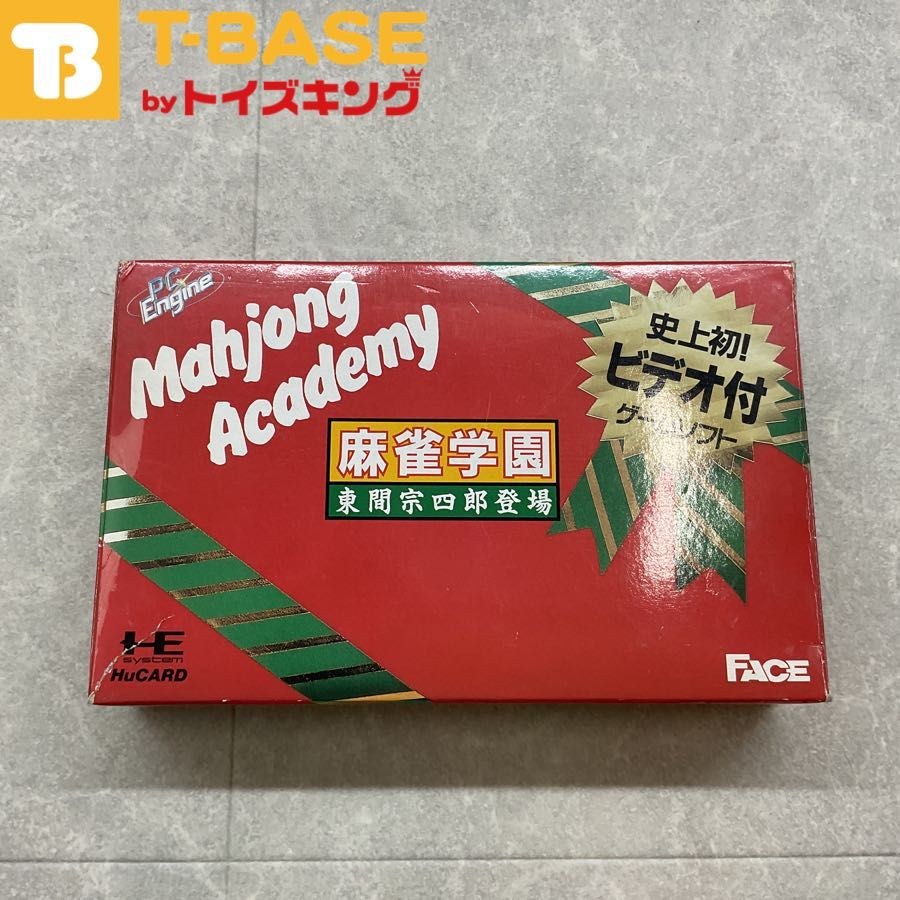 TB
T-BASE
byトイズキング
PC
Engine
Mahjong
Academy
史上初!
ビデオ付
ゲームソフト
麻雀学園
東間宗四郎登場
HE
system
HuCARD
FACE